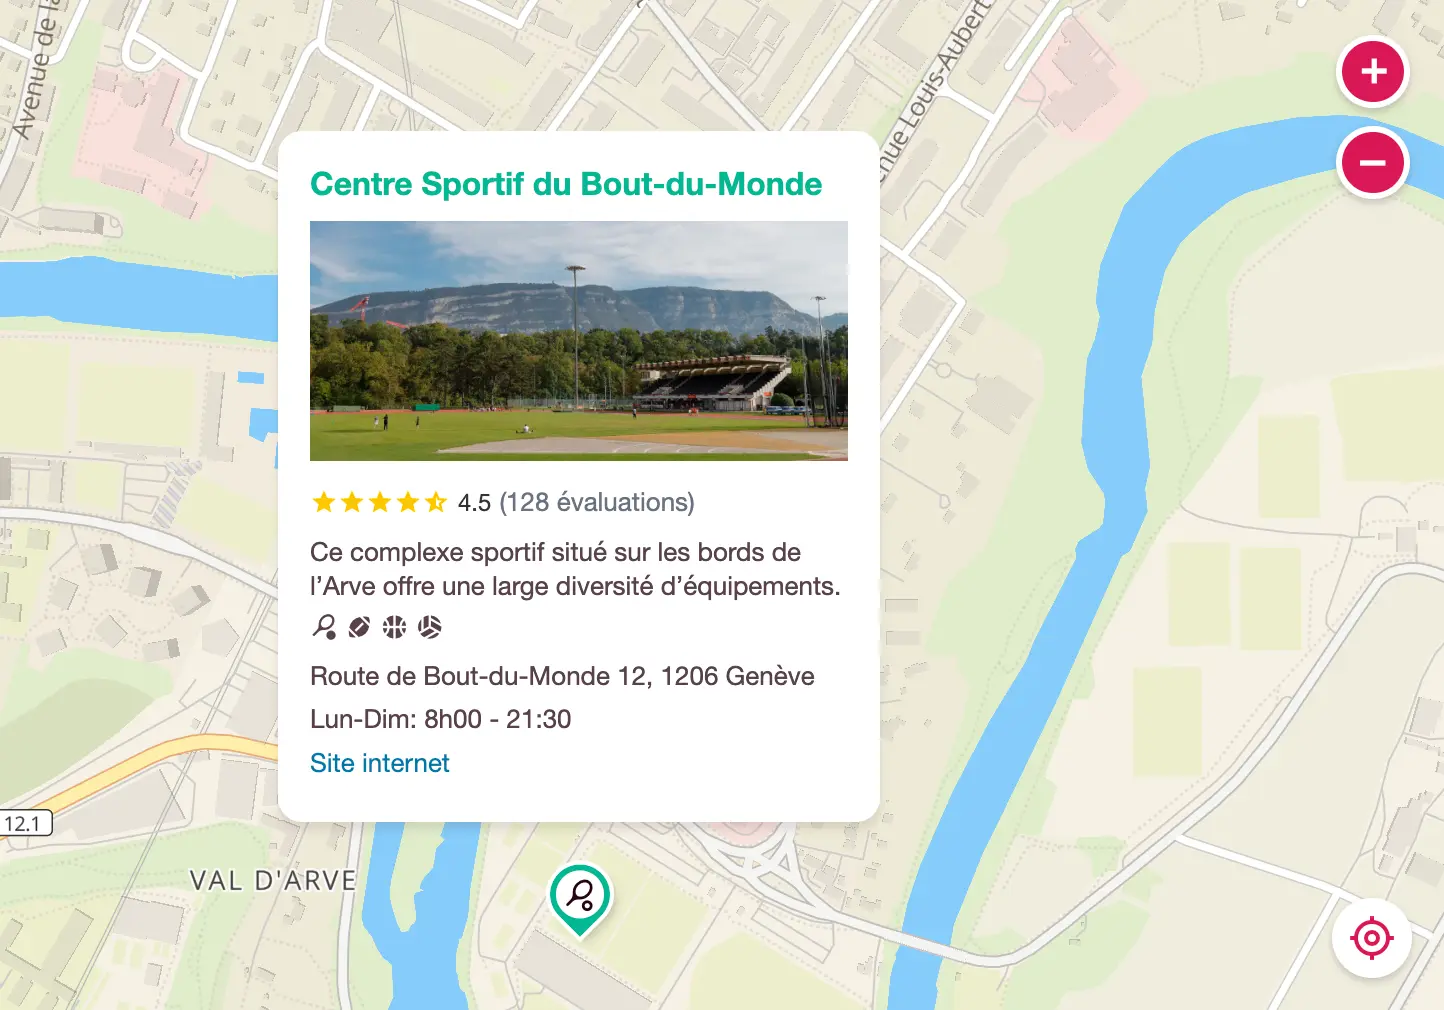 Avenue de la
nue Louis-Aubert
Centre Sportif du Bout-du-Monde
4.5 (128 évaluations)
Ce complexe sportif situé sur les bords de
l’Arve offre une large diversité d’équipements.
Route de Bout-du-Monde 12, 1206 Genève
Lun-Dim: 8h00 - 21:30
Site internet
12.1
VAL D'ARVE